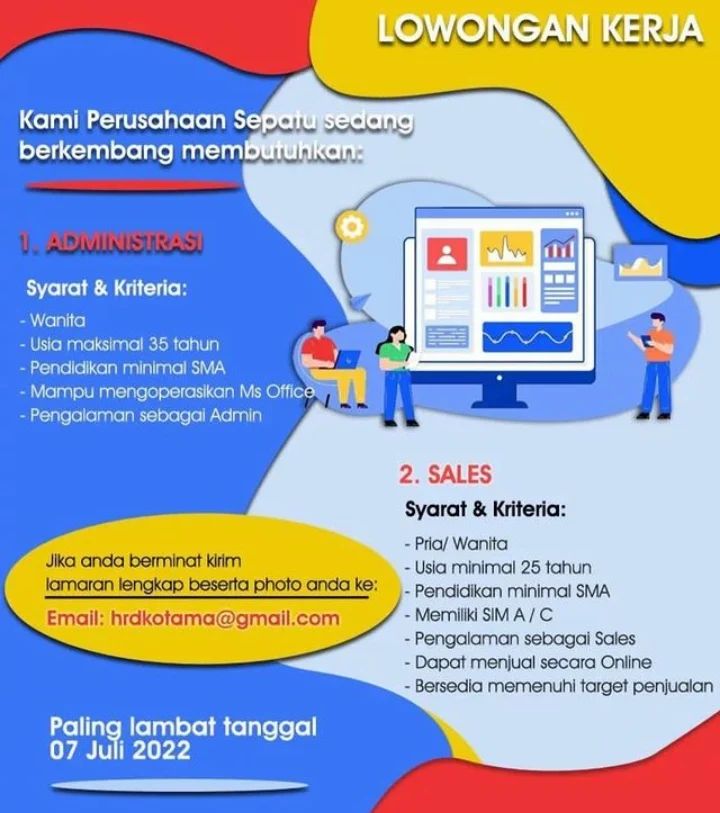 LOWONGAN KERJA
Kami Perusahaan Sepatu sedang
berkembang membutuhkan:
1. ADMINISTRASI
Syarat & Kriteria:
- Wanita
- Usia maksimal 35 tahun
- Pendidikan minimal SMA
- Mampu mengoperasikan Ms Office
- Pengalaman sebagai Admin
2. SALES
Syarat & Kriteria:
- Pria/ Wanita
- Usia minimal 25 tahun
- Pendidikan minimal SMA
- Memiliki SIM A / C
- Pengalaman sebagai Sales
- Dapat menjual secara Online
- Bersedia memenuhi target penjualan
Jika anda berminat kirim
lamaran lengkap beserta photo anda ke:
Email: hrdkotama@gmail.com
Paling lambat tanggal
07 Juli 2022